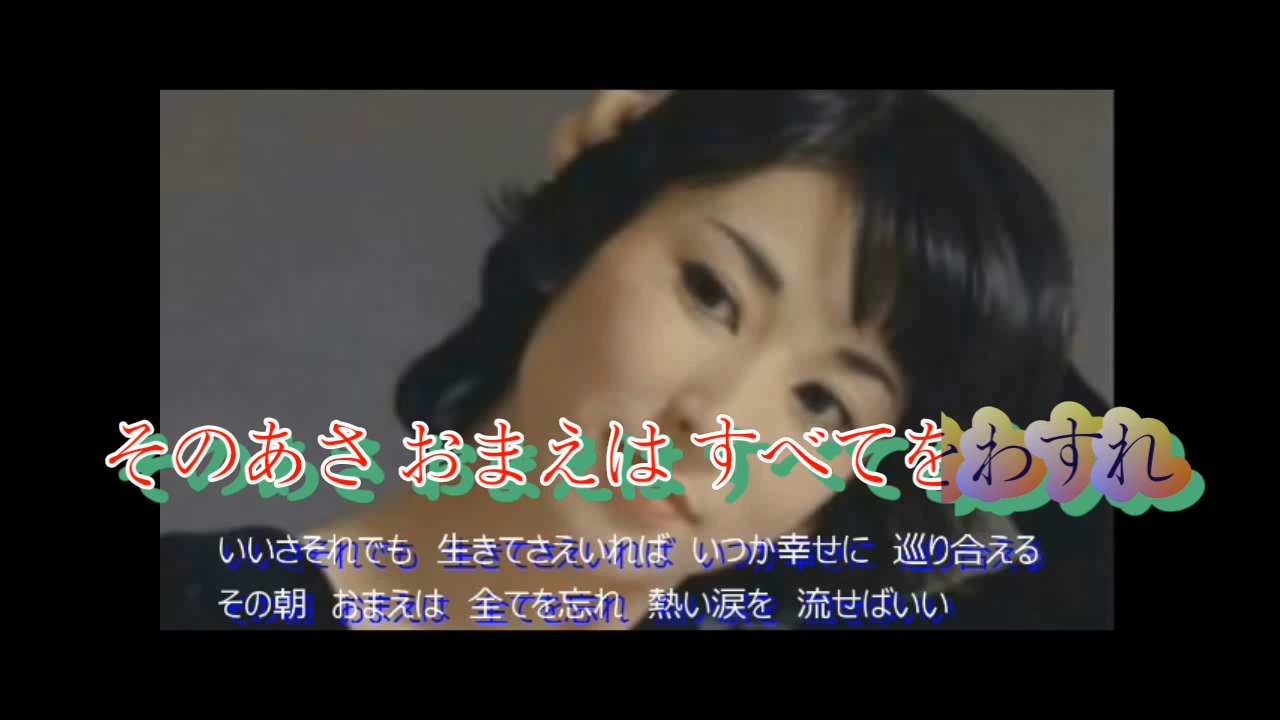 そのあさ おまえは すべてを わすれ
いいさそれでも 生きてさえいれば いつか幸せに 巡り合える
その朝 おまえは 全てを忘れ 熱い涙を 流せばいい